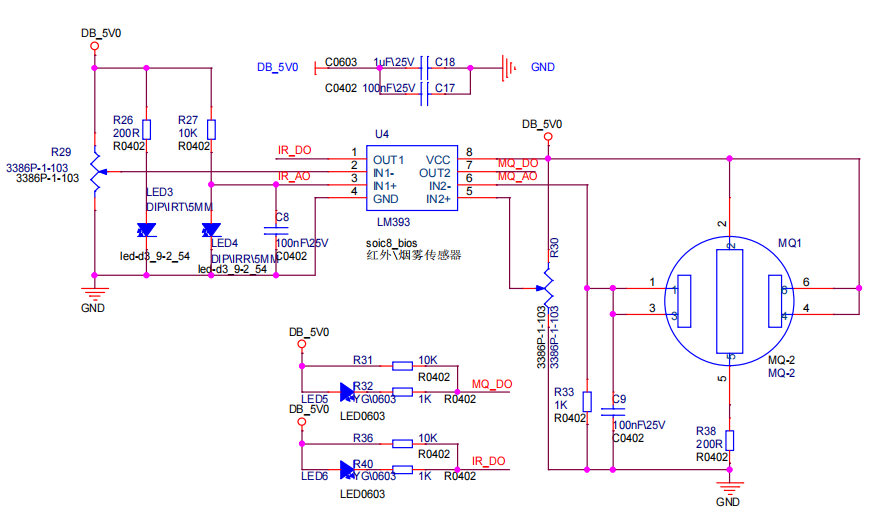 DB_5V0
DB_5V0
C0603
1uF\25V
C18
GND
C0402
100nF\25V
C17
R26
200R
R0402
R27
10K
R0402
R29
3386P-1-103
3386P-1-103
IR_DO
IR_AO
U4
1
2
3
4
OUT1
IN1-
IN1+
GND
VCC
OUT2
IN2-
IN2+
8
7
6
5
LM393
soic8_bios
红外\烟雾传感器
MQ_DO
MQ_AO
DB_5V0
LED3
DIP\IRT\5MM
led-d3_9-2_54
LED4
DIP\IRR\5MM
led-d3_9-2_54
C8
100nF\25V
C0402
GND
R30
3386P-1-103
3386P-1-103
2
2
MQ1
1
1
3
3
6
6
4
4
5
5
MQ-2
MQ-2
DB_5V0
R31
10K
R0402
MQ_DO
LED5
R32
YG\0603
1K
R0402
LED0603
DB_5V0
R36
10K
R0402
IR_DO
LED6
R40
YG\0603
1K
R0402
LED0603
R33
1K
R0402
C9
100nF\25V
C0402
R38
200R
R0402
GND